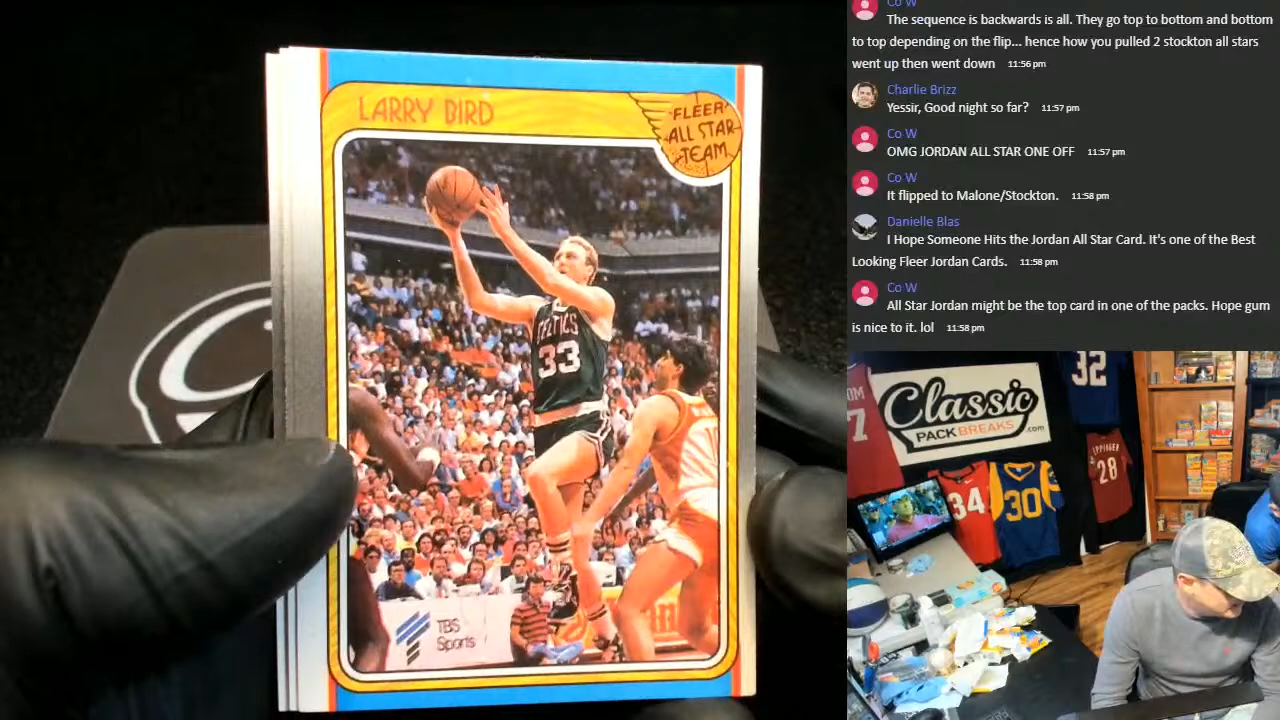 LARRY BIRD
FLEER
ALL STAR
TEAM
CELTICS
33
TBS
Sports
Co W
The sequence is backwards is all. They go top to bottom and bottom
to top depending on the flip... hence how you pulled 2 stockton all stars
went up then went down 11:56 pm
Charlie Brizz
Yessir, Good night so far? 11:57 pm
Co W
OMG JORDAN ALL STAR ONE OFF 11:57 pm
Co W
It flipped to Malone/Stockton. 11:58 pm
Danielle Blas
I Hope Someone Hits the Jordan All Star Card. It's one of the Best
Looking Fleer Jordan Cards. 11:58 pm
Co W
All Star Jordan might be the top card in one of the packs. Hope gum
is nice to it. lol 11:58 pm
Classic
PACK BREAKS .com
32
7
34
30
28